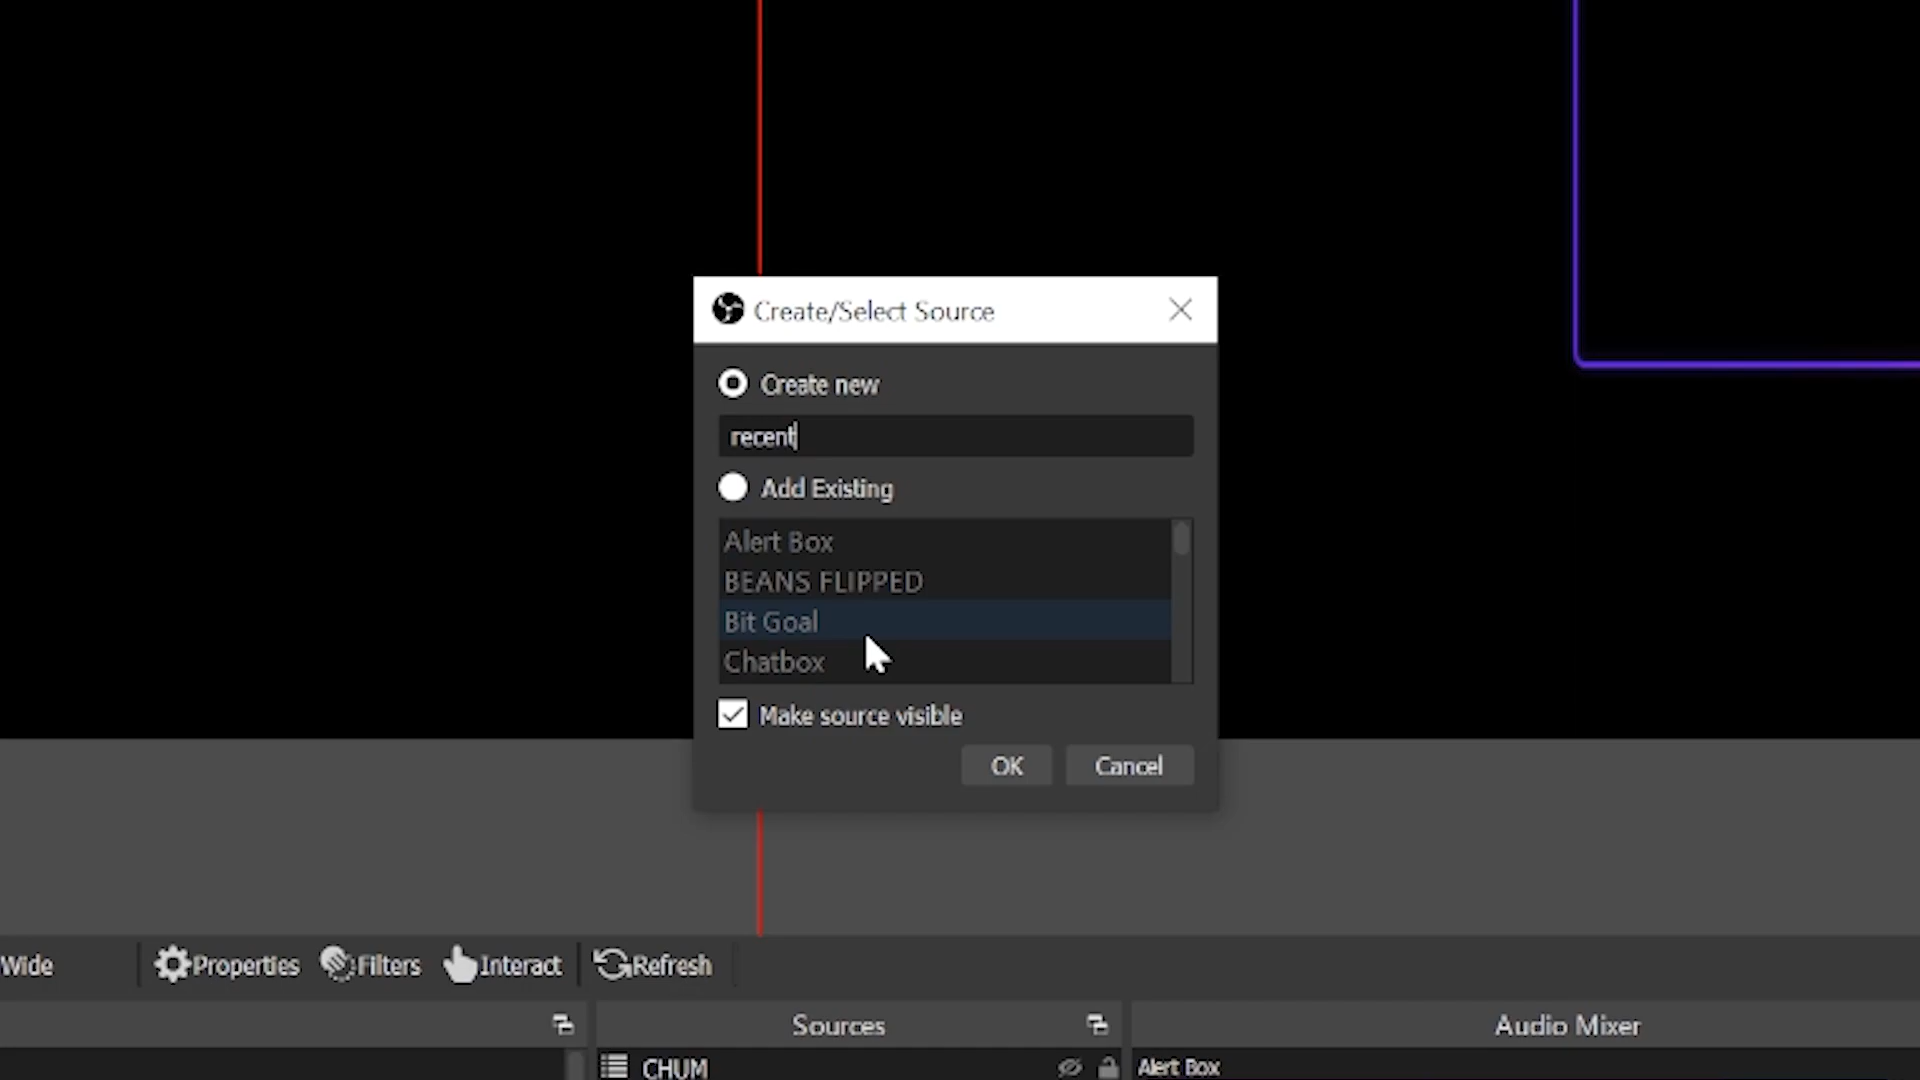 Create/Select Source
Create new
recent
Add Existing
Alert Box
BEANS FLIPPED
Bit Goal
Chatbox
Make source visible
OK Cancel
Wide Properties Filters Interact Refresh
Sources Audio Mixer
CHUM Alert Box